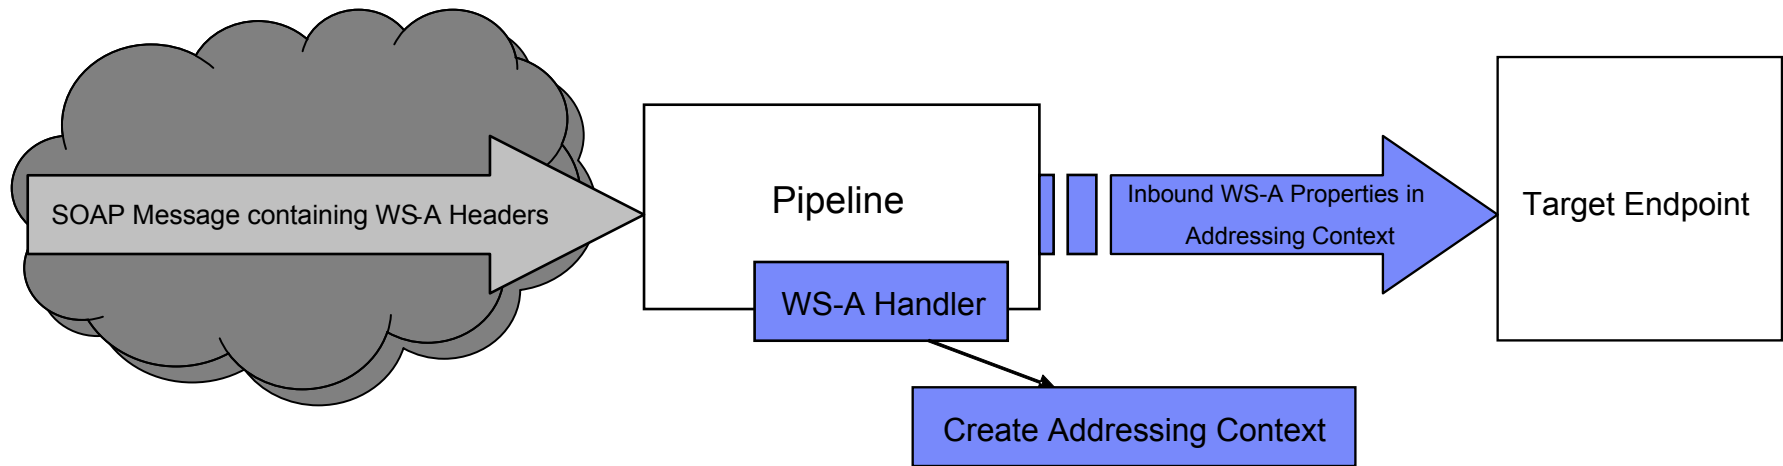 SOAP Message containing WS-A Headers
Pipeline
WS-A Handler
Create Addressing Context
Inbound WS-A Properties in
Addressing Context
Target Endpoint